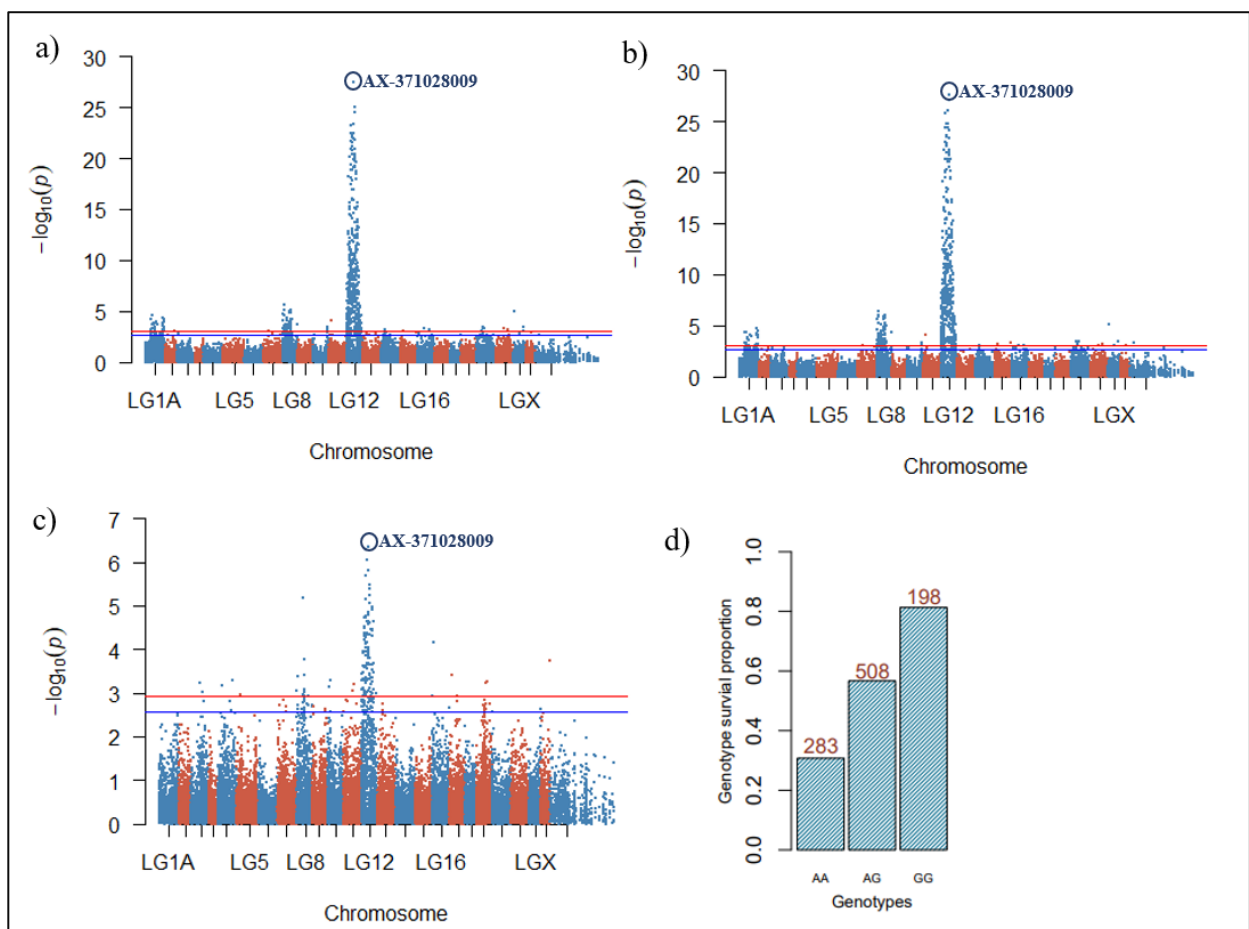 a)
30
25
20
15
10
5
0
−log10(p)
AX-371028009
LG1A LG5 LG8 LG12 LG16 LGX
Chromosome
b)
30
25
20
15
10
5
0
−log10(p)
AX-371028009
LG1A LG5 LG8 LG12 LG16 LGX
Chromosome
c)
7
6
5
4
3
2
1
0
−log10(p)
AX-371028009
LG1A LG5 LG8 LG12 LG16 LGX
Chromosome
d)
1.0
0.8
0.6
0.4
0.2
0.0
Genotype survial proportion
283
508
198
AA AG GG
Genotypes